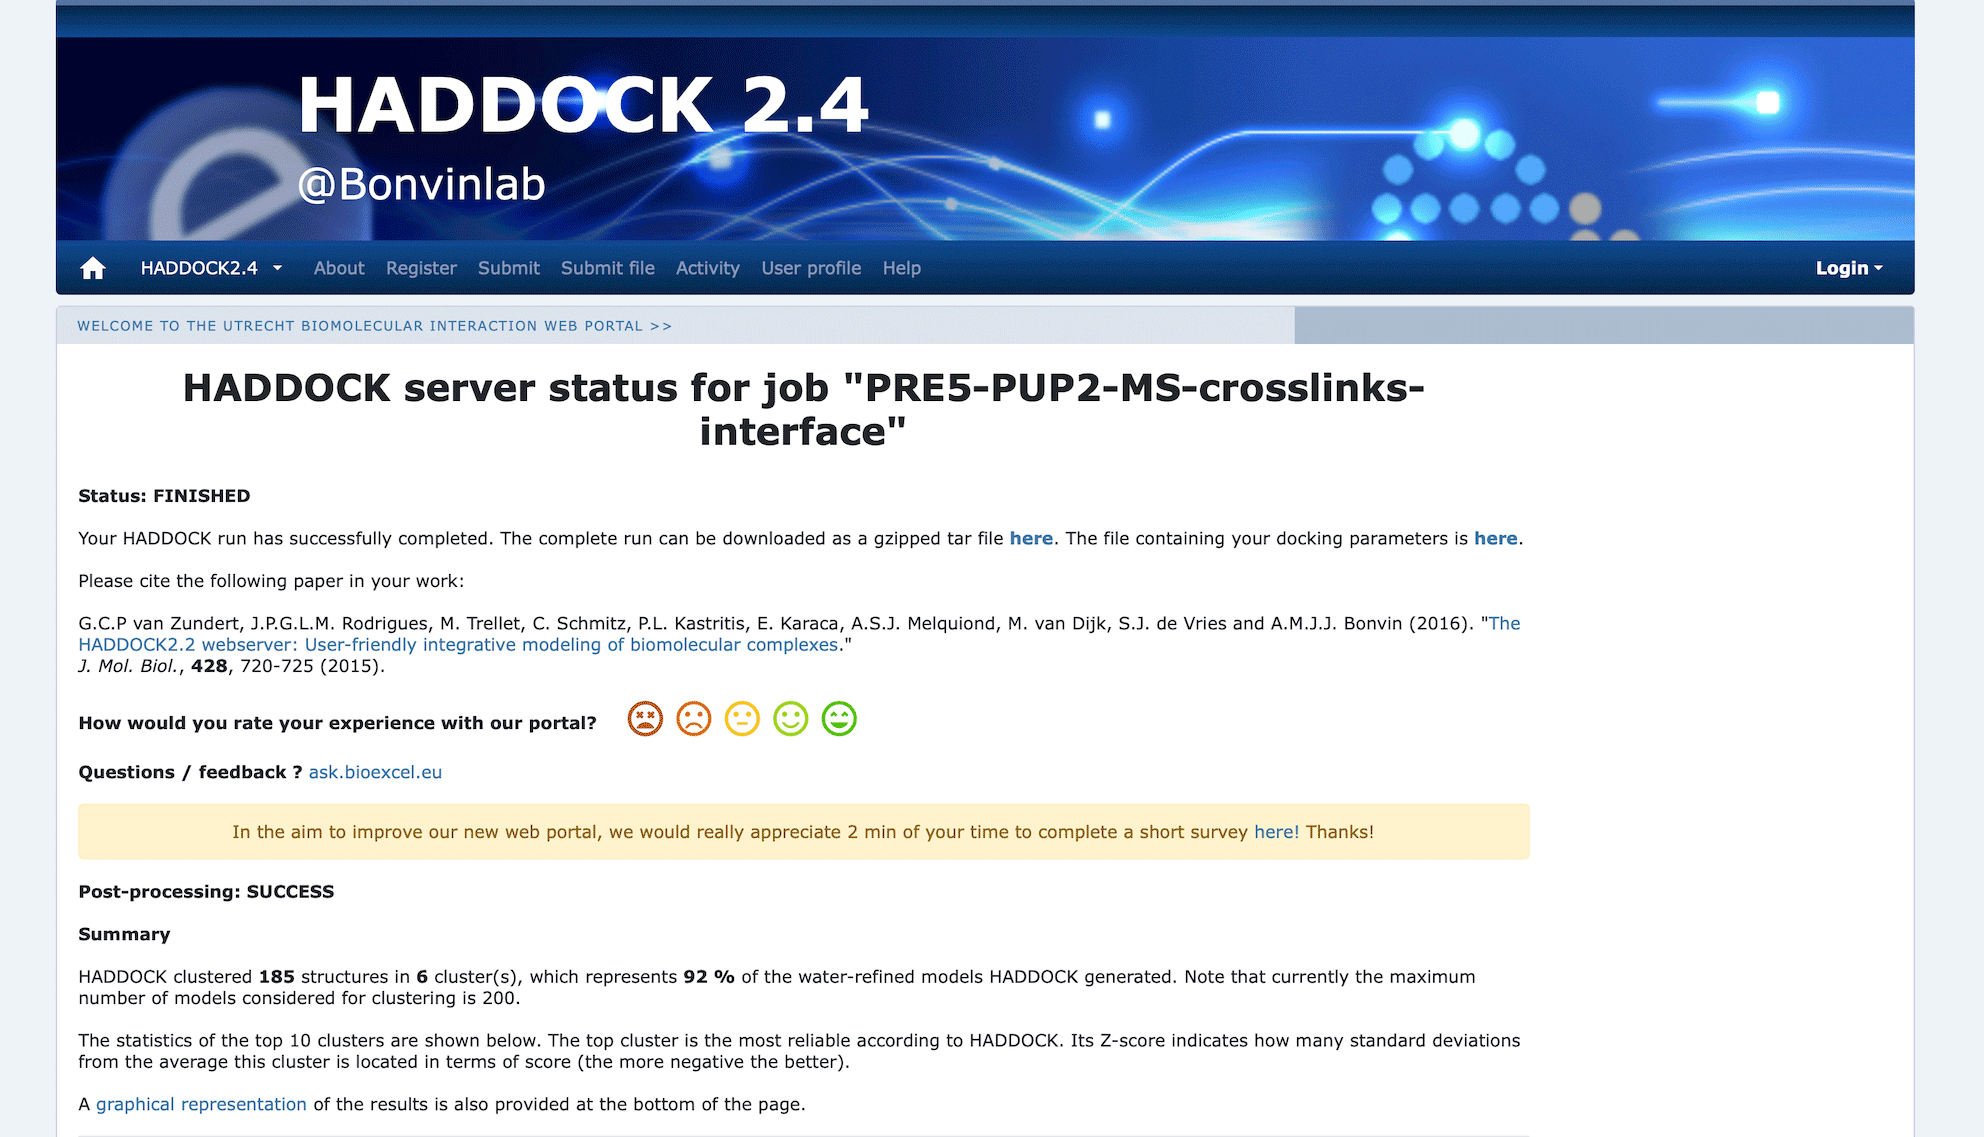 HADDOCK 2.4
@Bonvinlab
HADDOCK2.4 About Register Submit Submit file Activity User profile Help Login
WELCOME TO THE UTRECHT BIOMOLECULAR INTERACTION WEB PORTAL >>
HADDOCK server status for job "PRE5-PUP2-MS-crosslinks-
interface"
Status: FINISHED
Your HADDOCK run has successfully completed. The complete run can be downloaded as a gzipped tar file here. The file containing your docking parameters is here.
Please cite the following paper in your work:
G.C.P van Zundert, J.P.G.L.M. Rodrigues, M. Trellet, C. Schmitz, P.L. Kastritis, E. Karaca, A.S.J. Melquiond, M. van Dijk, S.J. de Vries and A.M.J.J. Bonvin (2016). "The
HADDOCK2.2 webserver: User-friendly integrative modeling of biomolecular complexes."
J. Mol. Biol., 428, 720-725 (2015).
How would you rate your experience with our portal?
Questions / feedback ? ask.bioexcel.eu
In the aim to improve our new web portal, we would really appreciate 2 min of your time to complete a short survey here! Thanks!
Post-processing: SUCCESS
Summary
HADDOCK clustered 185 structures in 6 cluster(s), which represents 92 % of the water-refined models HADDOCK generated. Note that currently the maximum
number of models considered for clustering is 200.
The statistics of the top 10 clusters are shown below. The top cluster is the most reliable according to HADDOCK. Its Z-score indicates how many standard deviations
from the average this cluster is located in terms of score (the more negative the better).
A graphical representation of the results is also provided at the bottom of the page.